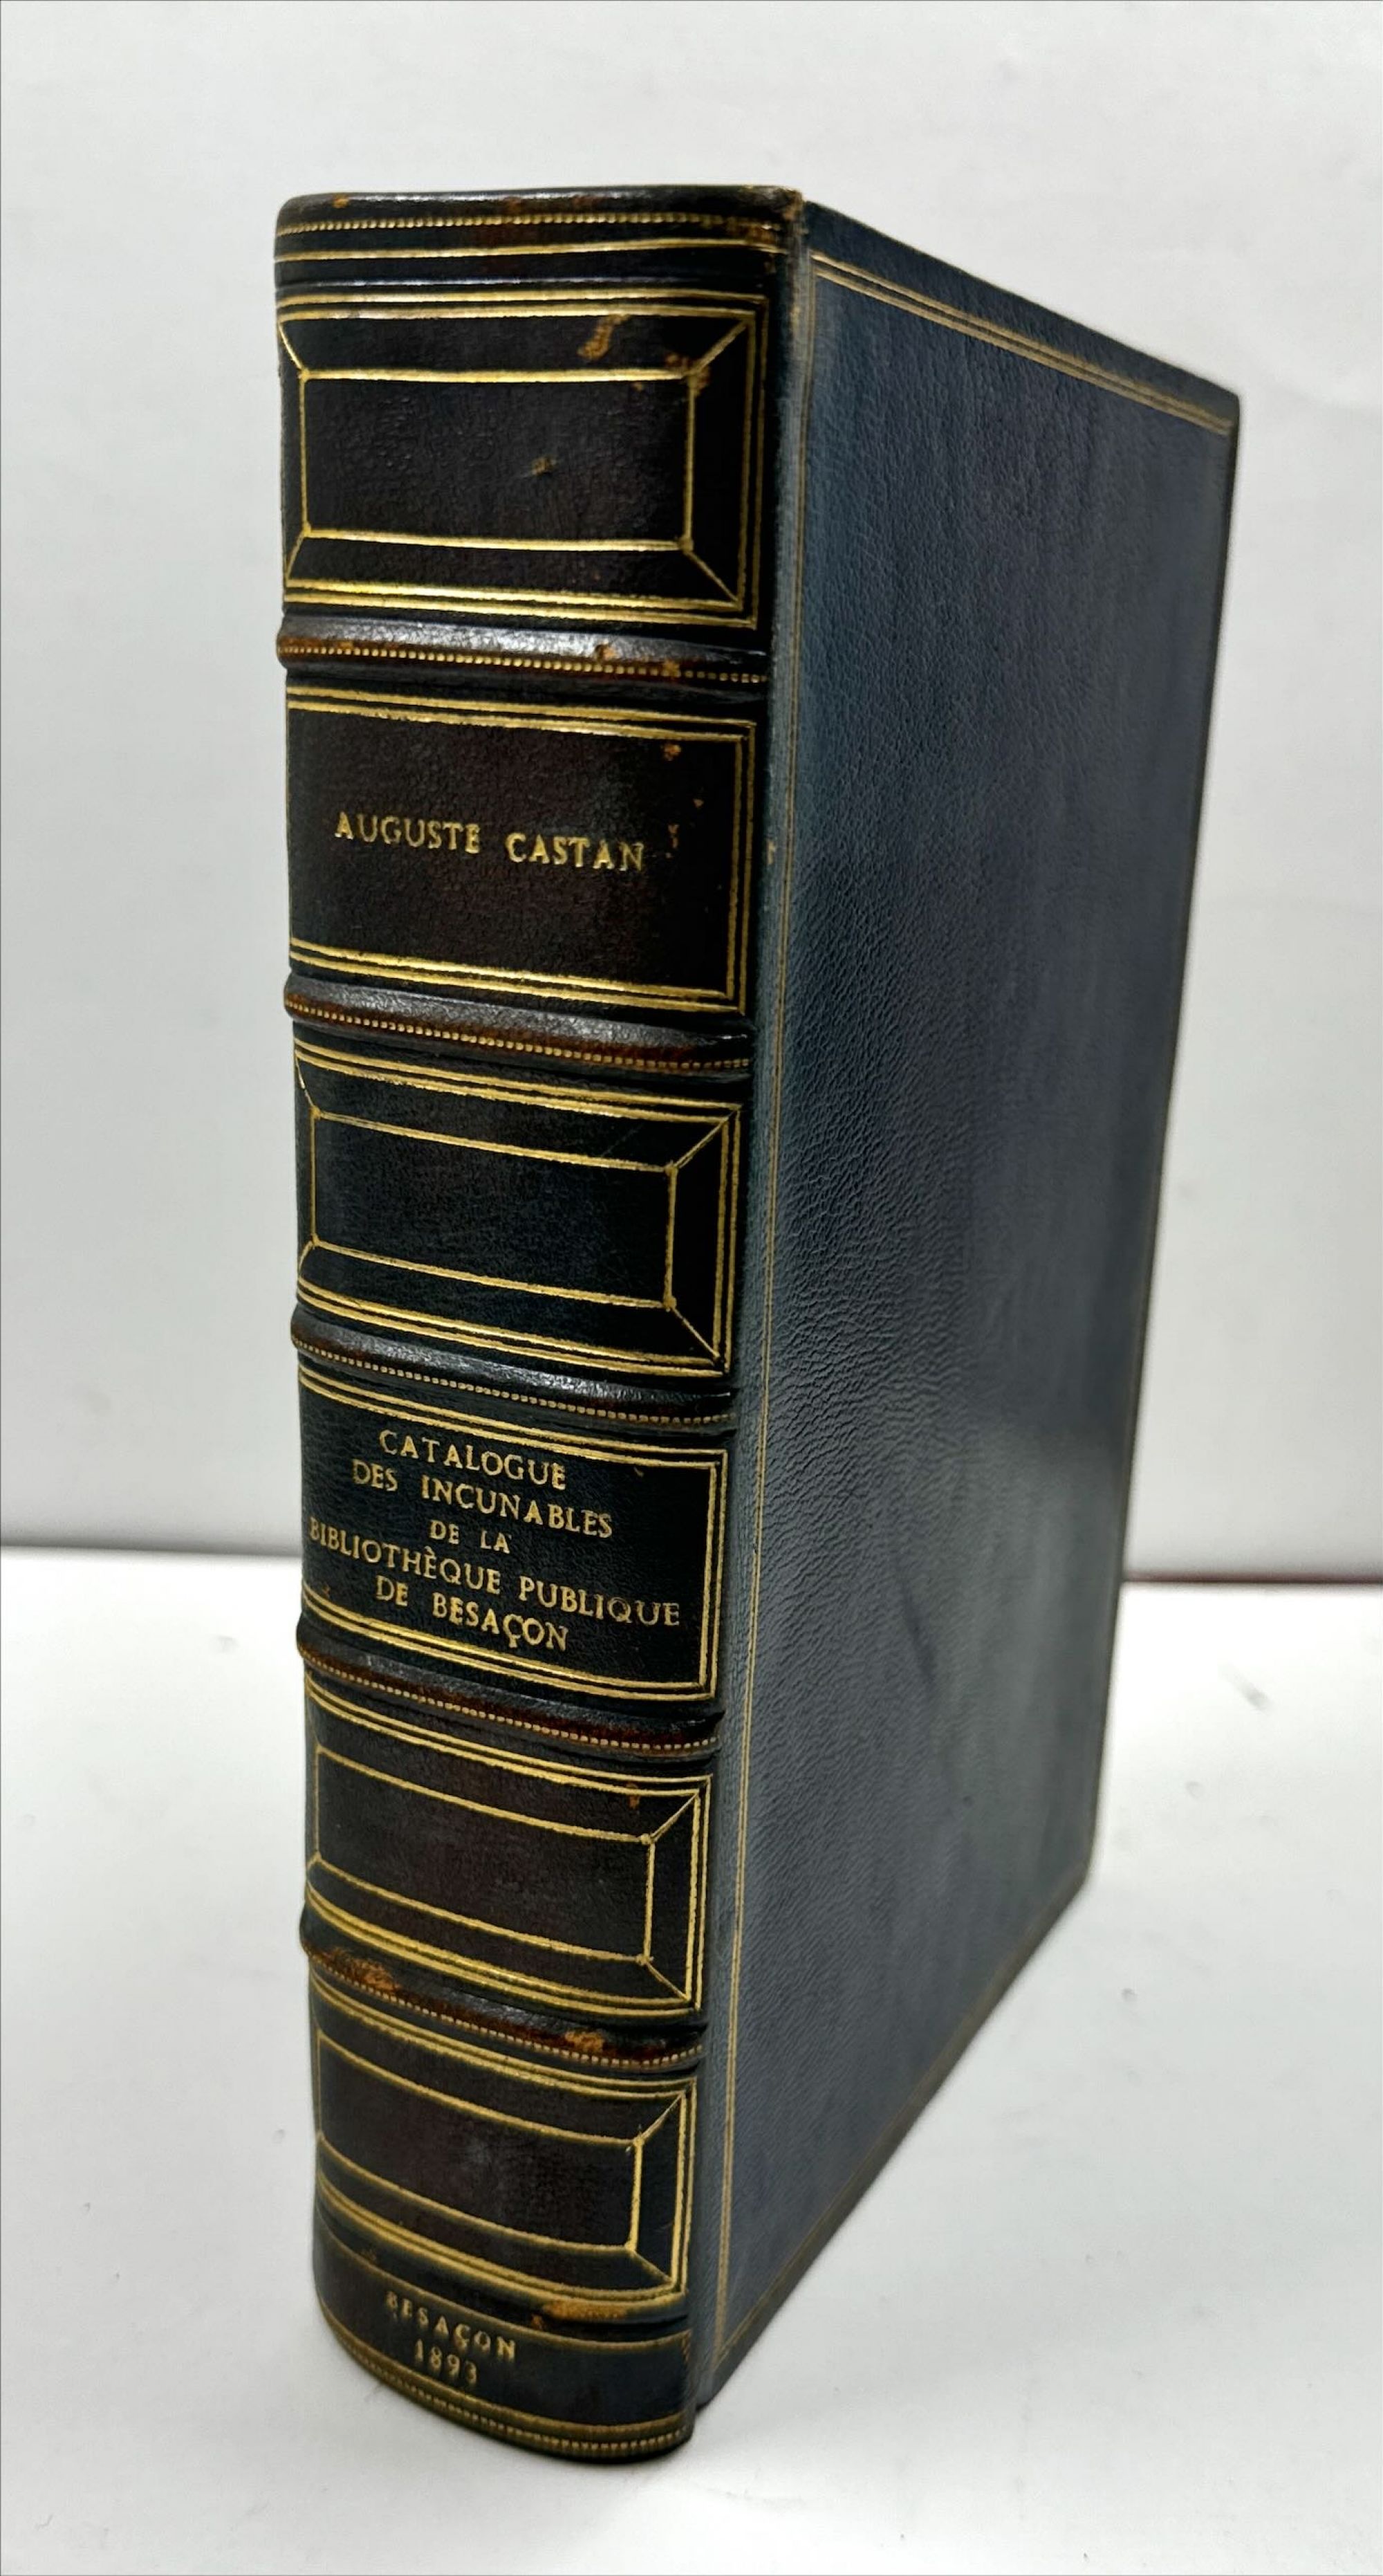 AUGUSTE CASTAN
CATALOGUE
DES INCUNABLES
DE LA
BIBLIOTHÈQUE PUBLIQUE
DE BESAÇON
BESAÇON
1893